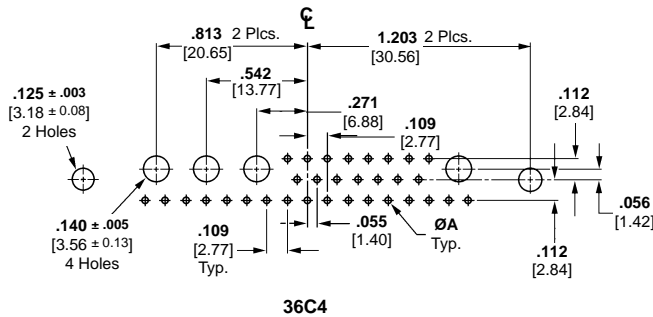 ℄
.813 2 Plcs.
[20.65]
1.203 2 Plcs.
[30.56]
.125 ± .003
[3.18 ± 0.08]
2 Holes
.542
[13.77]
.271
[6.88]
.109
[2.77]
.112
[2.84]
.056
[1.42]
.140 ± .005
[3.56 ± 0.13]
4 Holes
.109
[2.77]
Typ.
.055
[1.40]
ØA
Typ.
.112
[2.84]
36C4